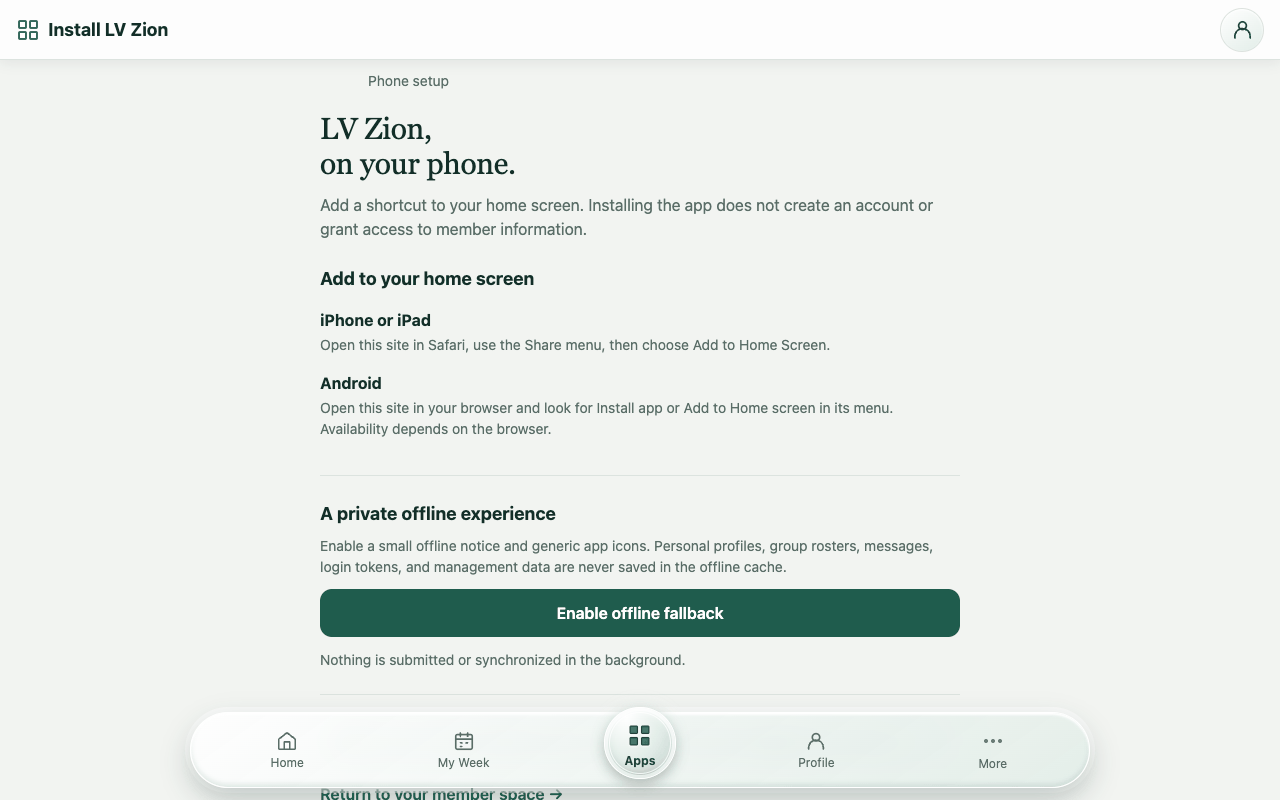 Install LV Zion
Phone setup
LV Zion,
on your phone.
Add a shortcut to your home screen. Installing the app does not create an account or
grant access to member information.
Add to your home screen
iPhone or iPad
Open this site in Safari, use the Share menu, then choose Add to Home Screen.
Android
Open this site in your browser and look for Install app or Add to Home screen in its menu.
Availability depends on the browser.
A private offline experience
Enable a small offline notice and generic app icons. Personal profiles, group rosters, messages,
login tokens, and management data are never saved in the offline cache.
Enable offline fallback
Nothing is submitted or synchronized in the background.
Home
My Week
Apps
Profile
More
Return to your member space →